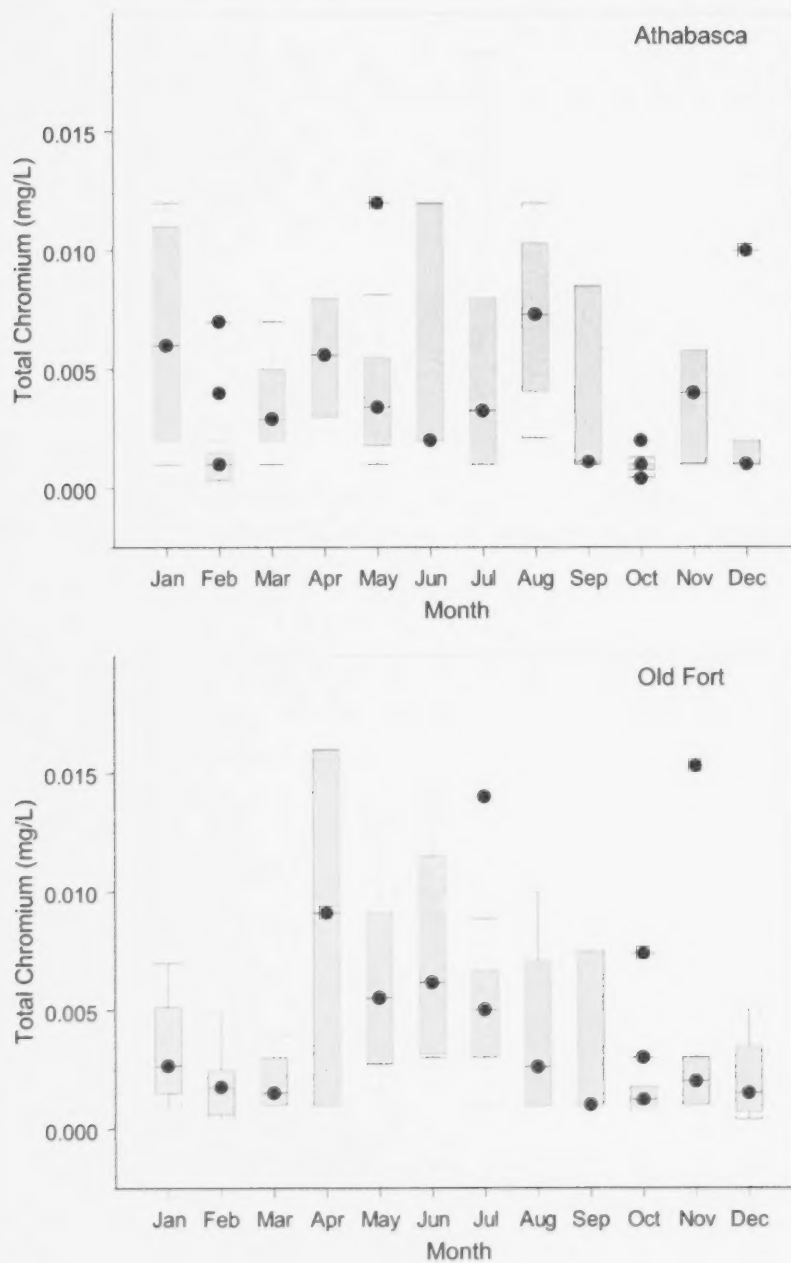 Athabasca
Total Chromium (mg/L)
0.015
0.010
0.005
0.000
Jan Feb Mar Apr May Jun Jul Aug Sep Oct Nov Dec
Month
Old Fort
Total Chromium (mg/L)
0.015
0.010
0.005
0.000
Jan Feb Mar Apr May Jun Jul Aug Sep Oct Nov Dec
Month